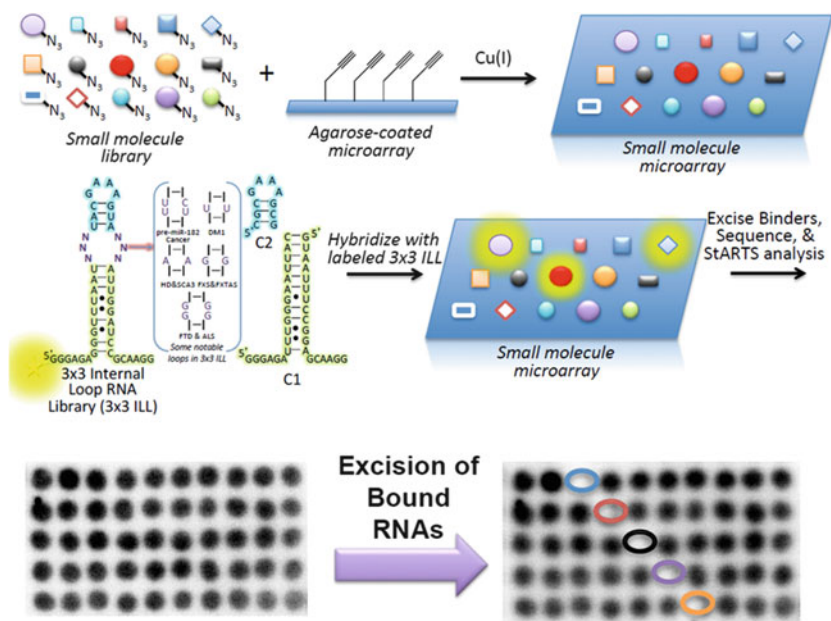 N₃ N₃ N₃ N₃ N₃
N₃ N₃ N₃ N₃ N₃
N₃ N₃ N₃ N₃ N₃
Small molecule
library
+
Agarose-coated
microarray
Cu(I)
Small molecule
microarray
pre-miR-182
Cancer
DM1
HD&SCA3 FXS&FXTAS
FTD & ALS
Some notable
loops in 3x3 ILL
5'
GGGAGA
GCAAGG
3x3 Internal
Loop RNA
Library (3x3 ILL)
5'
C2
5'
GGGAGA
GCAAGG
C1
Hybridize with
labeled 3x3 ILL
Small molecule
microarray
Excise Binders,
Sequence, &
StARTS analysis
Excision of
Bound
RNAs